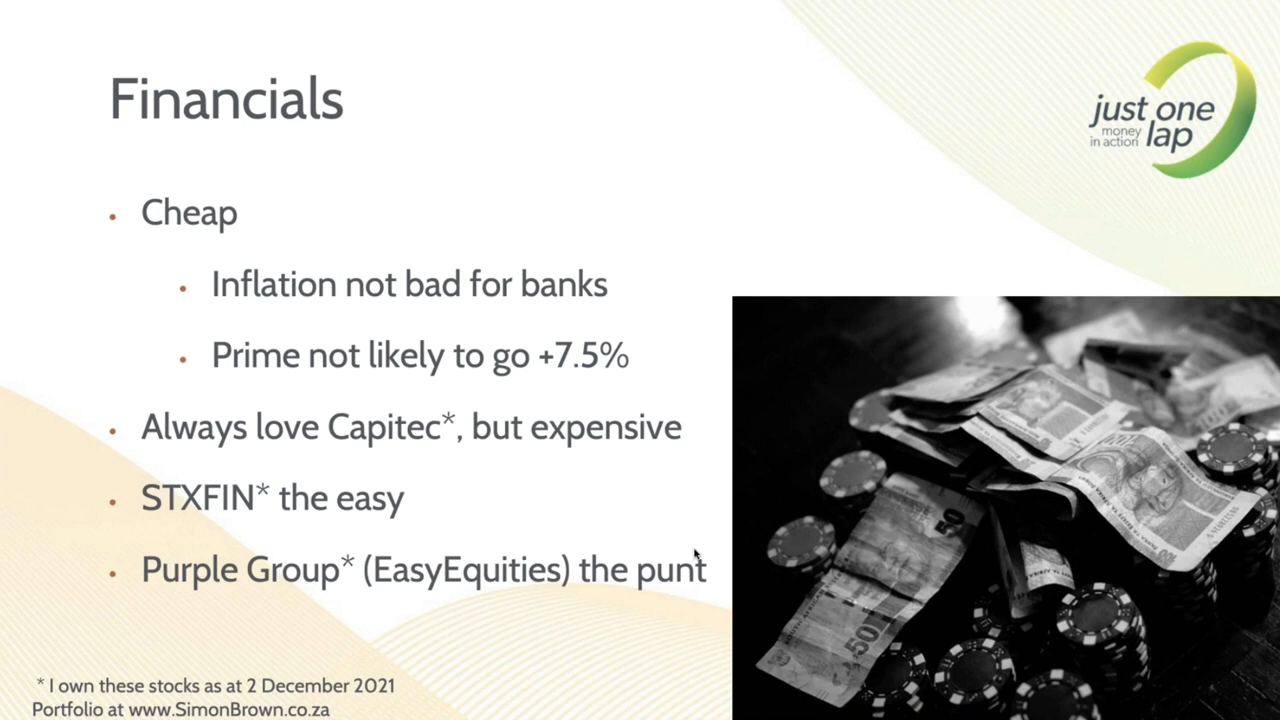 Financials
just one
money
in action lap
Cheap
Inflation not bad for banks
Prime not likely to go +7.5%
Always love Capitec*, but expensive
STXFIN* the easy
Purple Group* (EasyEquities) the punt
50
50
* I own these stocks as at 2 December 2021
Portfolio at www.SimonBrown.co.za